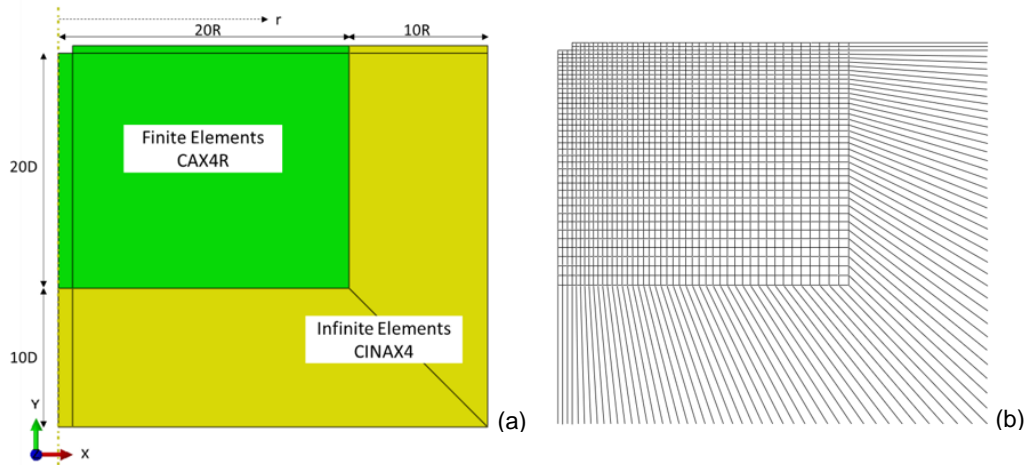 r
20R
10R
Finite Elements
CAX4R
20D
Infinite Elements
CINAX4
10D
Y
X
(a)
(b)